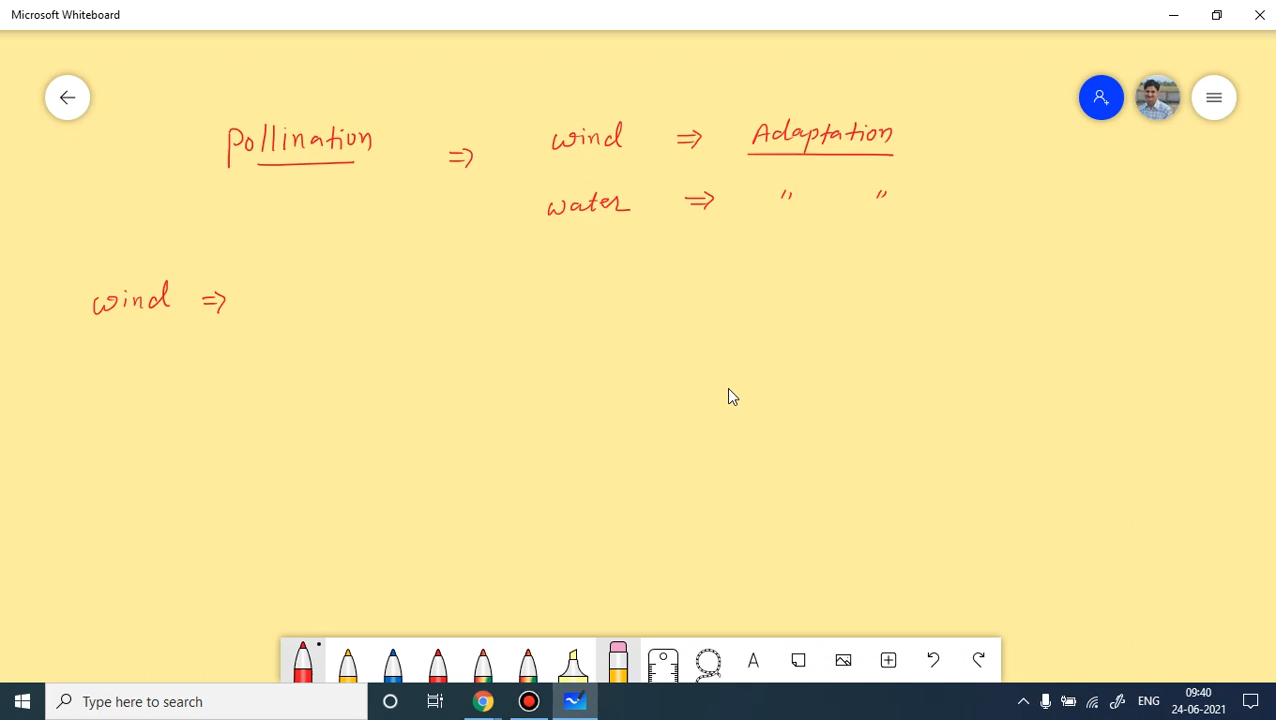 Microsoft Whiteboard
Pollination ⇒ wind ⇒ Adaptation
water ⇒ " "
wind ⇒
A
Type here to search
ENG
09:40
24-06-2021